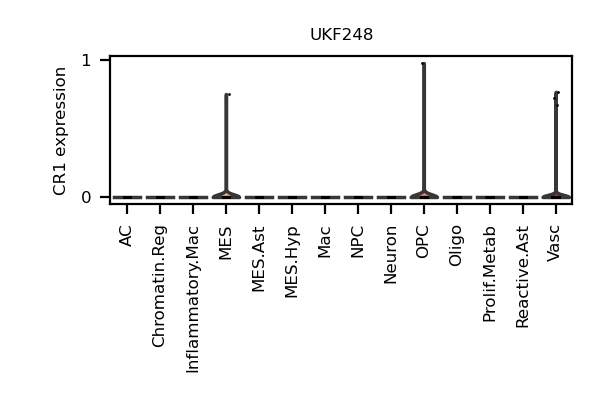 UKF248
CR1 expression
1
0
AC
Chromatin.Reg
Inflammatory.Mac
MES
MES.Ast
MES.Hyp
Mac
NPC
Neuron
OPC
Oligo
Prolif.Metab
Reactive.Ast
Vasc